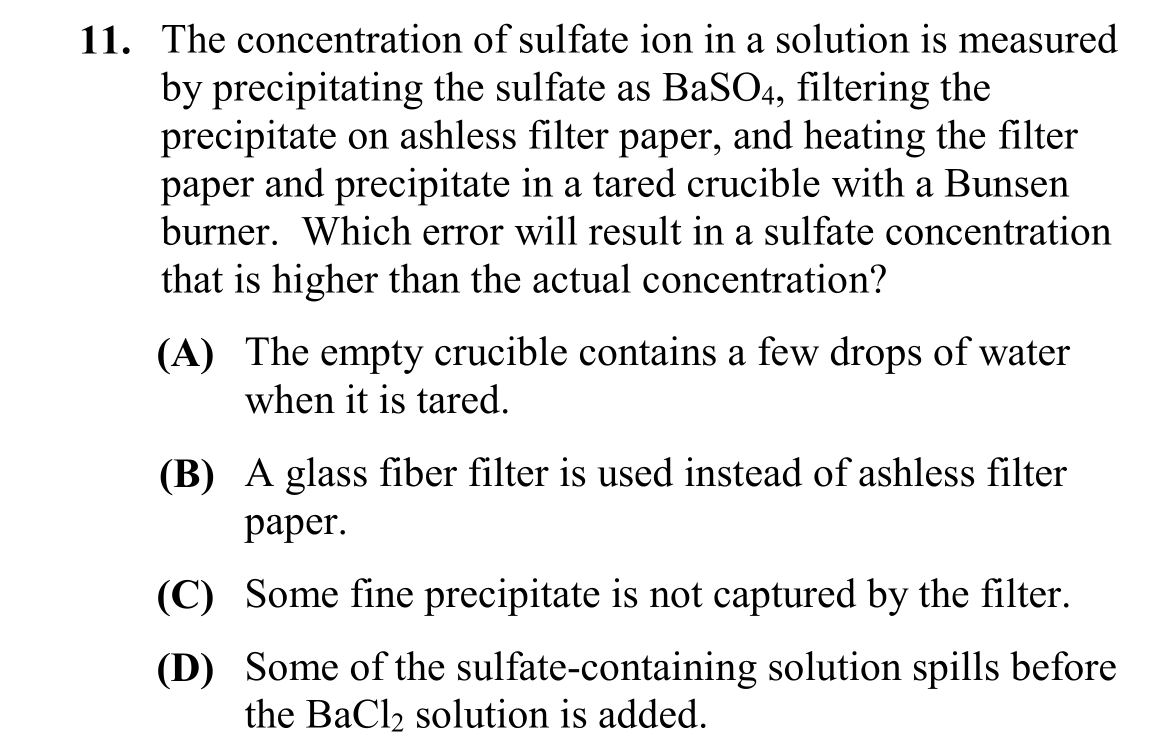 11. The concentration of sulfate ion in a solution is measured
by precipitating the sulfate as BaSO₄, filtering the
precipitate on ashless filter paper, and heating the filter
paper and precipitate in a tared crucible with a Bunsen
burner. Which error will result in a sulfate concentration
that is higher than the actual concentration?
(A) The empty crucible contains a few drops of water
when it is tared.
(B) A glass fiber filter is used instead of ashless filter
paper.
(C) Some fine precipitate is not captured by the filter.
(D) Some of the sulfate-containing solution spills before
the BaCl₂ solution is added.